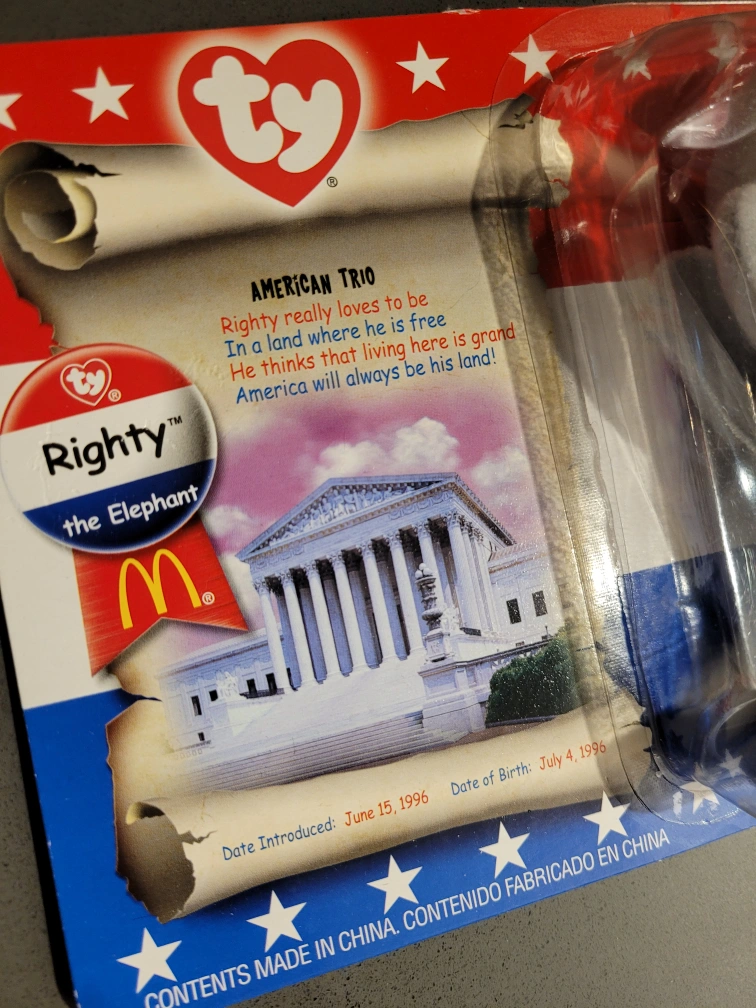 ty®
AMERiCAN TRiO
Righty really loves to be
In a land where he is free
He thinks that living here is grand
America will always be his land!
ty®
Righty™
the Elephant
M®
Date Introduced: June 15, 1996 Date of Birth: July 4, 1996
CONTENTS MADE IN CHINA. CONTENIDO FABRICADO EN CHINA